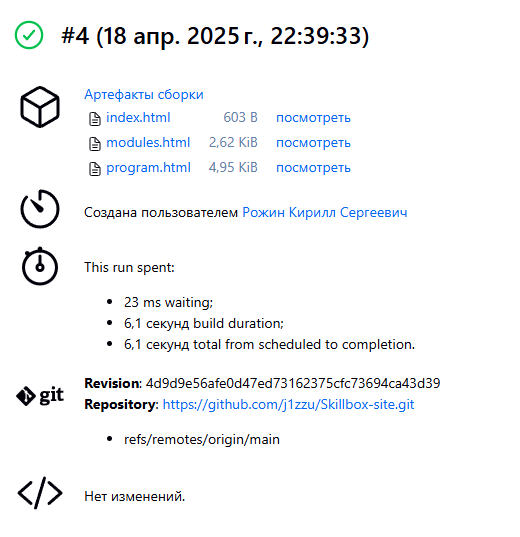 #4 (18 апр. 2025 г., 22:39:33)
Артефакты сборки
index.html 603 B посмотреть
modules.html 2,62 KiB посмотреть
program.html 4,95 KiB посмотреть
Создана пользователем Рожин Кирилл Сергеевич
This run spent:
• 23 ms waiting;
• 6,1 секунд build duration;
• 6,1 секунд total from scheduled to completion.
git
Revision: 4d9d9e56afe0d47ed73162375cfc73694ca43d39
Repository: https://github.com/j1zzu/Skillbox-site.git
• refs/remotes/origin/main
Нет изменений.